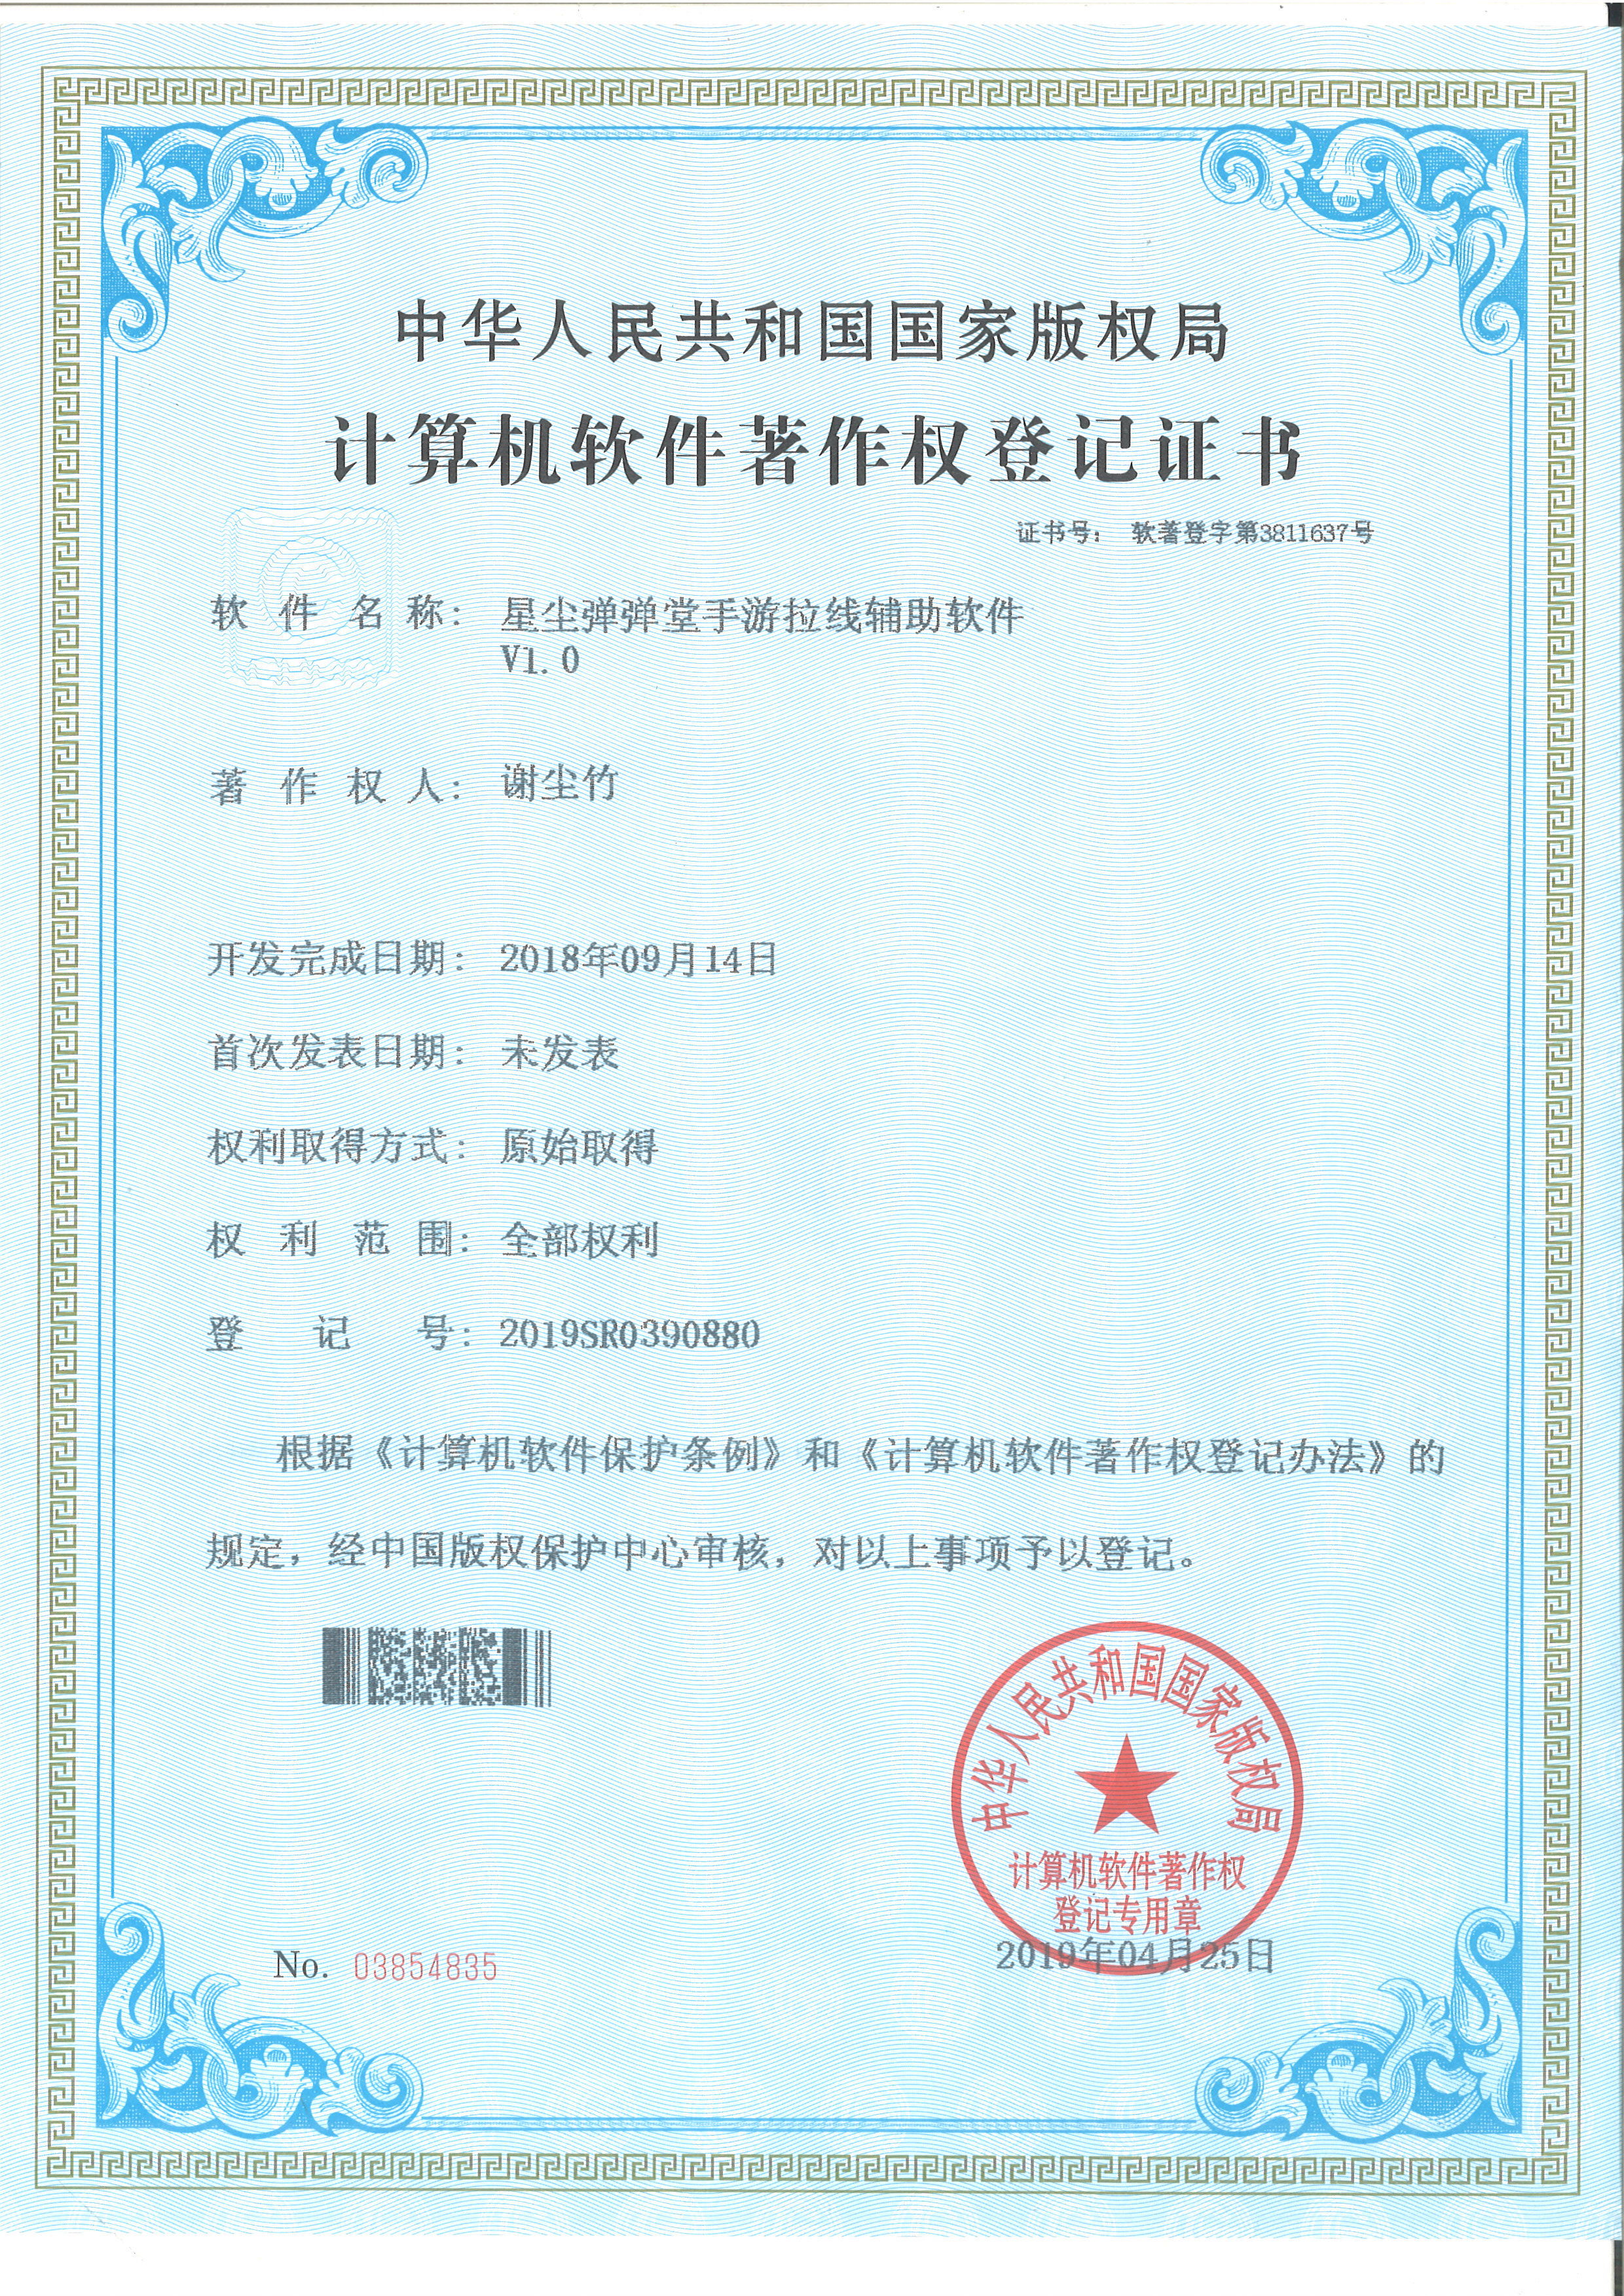 中华人民共和国国家版权局
计算机软件著作权登记证书
证书号： 软著登字第3811637号
软件名称： 星尘弹弹堂手游拉线辅助软件
V1.0
著作权人： 谢尘竹
开发完成日期： 2018年09月14日
首次发表日期： 未发表
权利取得方式： 原始取得
权利范围： 全部权利
登记号： 2019SR0390880
根据《计算机软件保护条例》和《计算机软件著作权登记办法》的
规定，经中国版权保护中心审核，对以上事项予以登记。
中华人民共和国国家版权局
计算机软件著作权
登记专用章
No. 03854835
2019年04月25日